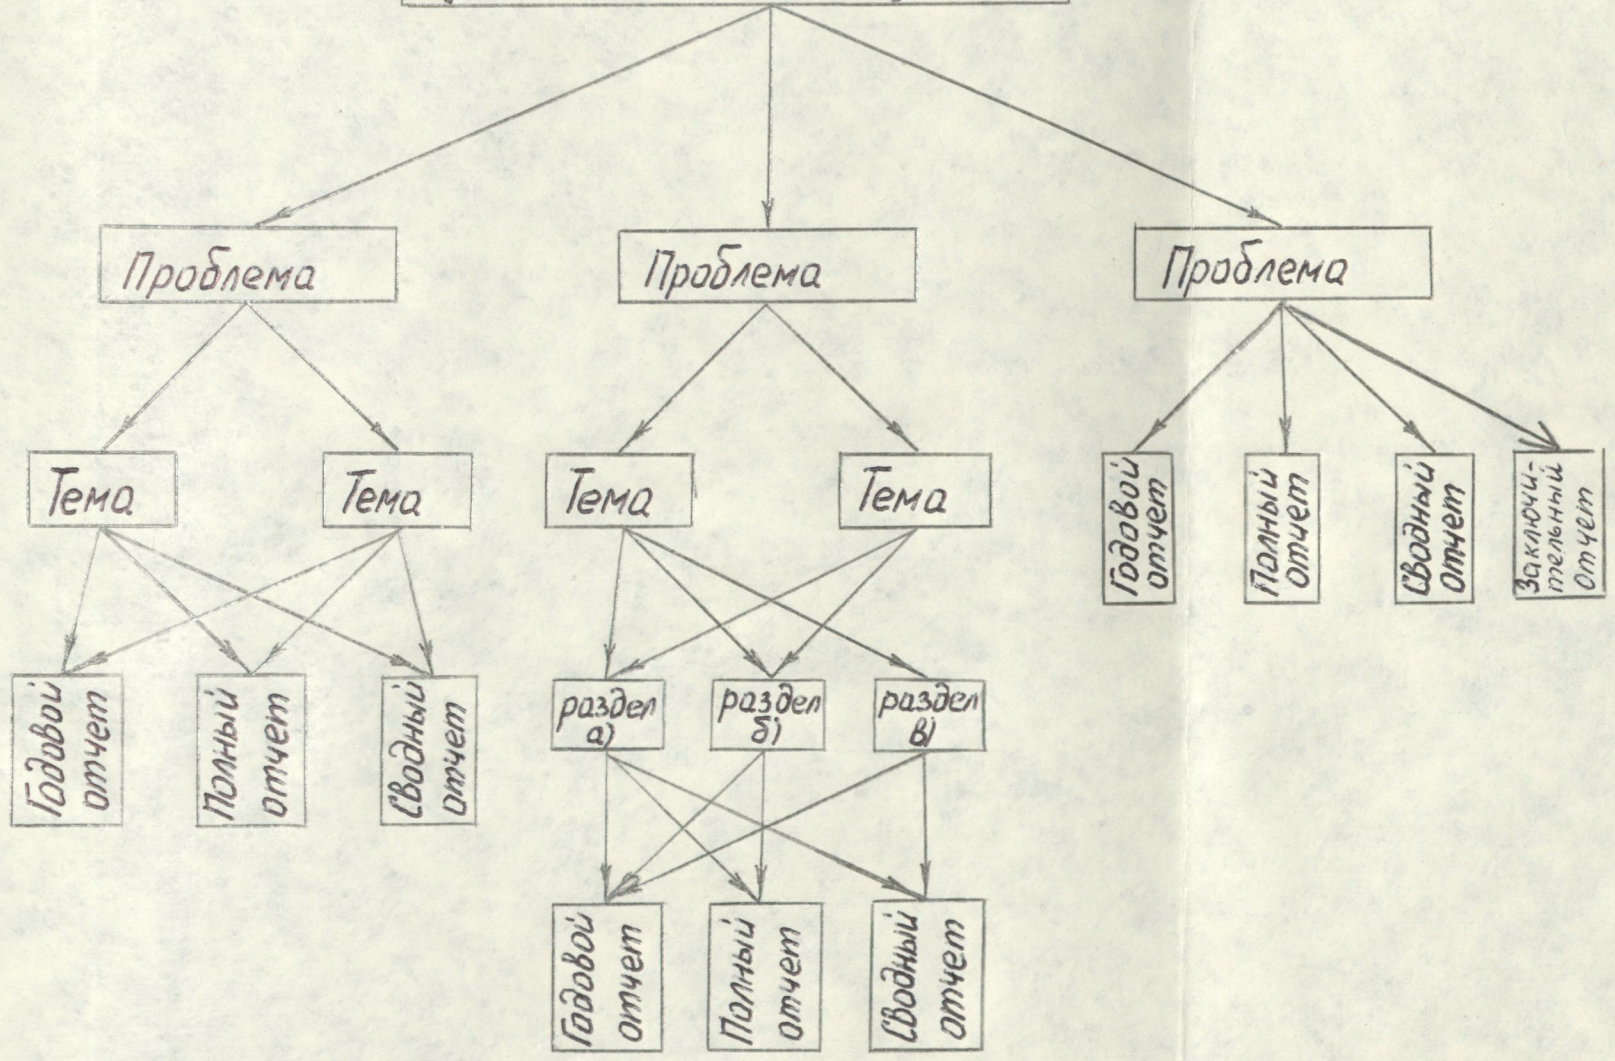 Проблема
Проблема
Проблема
Тема
Тема
Тема
Тема
Годовой
отчет
Полный
отчет
Сводный
отчет
Заключи-
тельный
отчет
Годовой
отчет
Полный
отчет
Сводный
отчет
раздел
а)
раздел
б)
раздел
в)
Годовой
отчет
Полный
отчет
Сводный
отчет